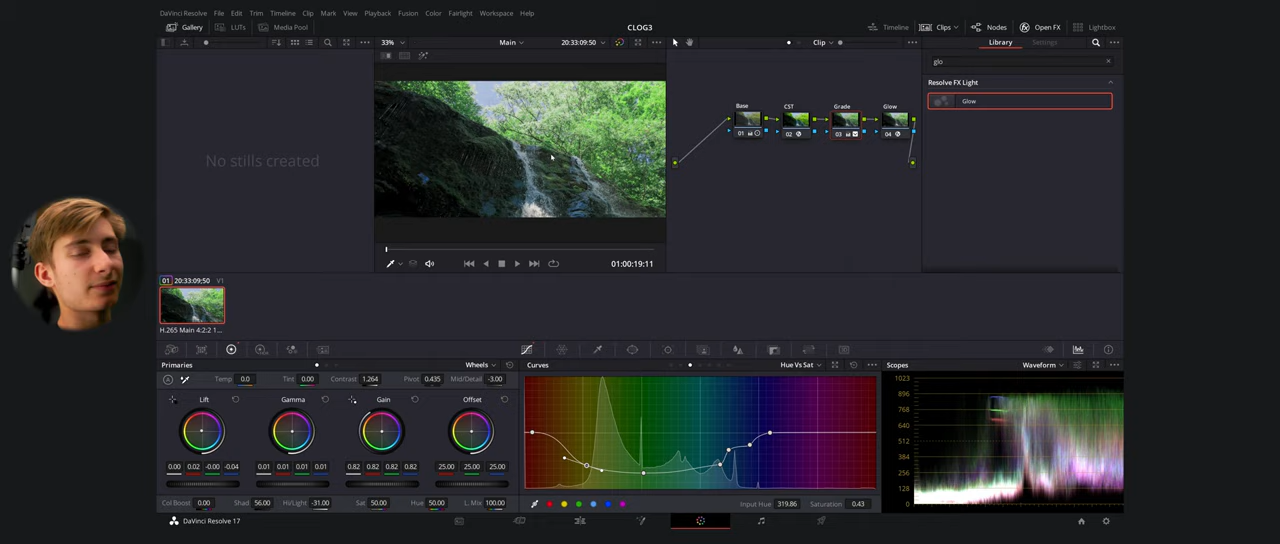 DaVinci Resolve File Edit Trim Timeline Clip Mark View Playback Fusion Color Fairlight Workspace Help
Gallery LUTs Media Pool CLOG3 Timeline Clips Nodes Open FX Lightbox
33% Main 20:33:09:50 Clip Library Settings
glo
Resolve FX Light
Glow
Base CST Grade Glow
01 02 03 04
No stills created
01:00:19:11
01 20:33:09:50 V1
H.265 Main 4:2:2 1...
Primaries Wheels Curves Hue Vs Sat Scopes Waveform
Temp 0.0 Tint 0.00 Contrast 1.264 Pivot 0.435 Mid/Detail -3.00
Lift Gamma Gain Offset
0.00 0.02 -0.00 -0.04 0.01 0.01 0.01 0.01 0.82 0.82 0.82 0.82 25.00 25.00 25.00
Col Boost 0.00 Shad 56.00 Hi/Light -31.00 Sat 50.00 Hue 50.00 L. Mix 100.00
Input Hue 319.86 Saturation 0.43
1023
896
768
640
512
384
256
128
0
DaVinci Resolve 17